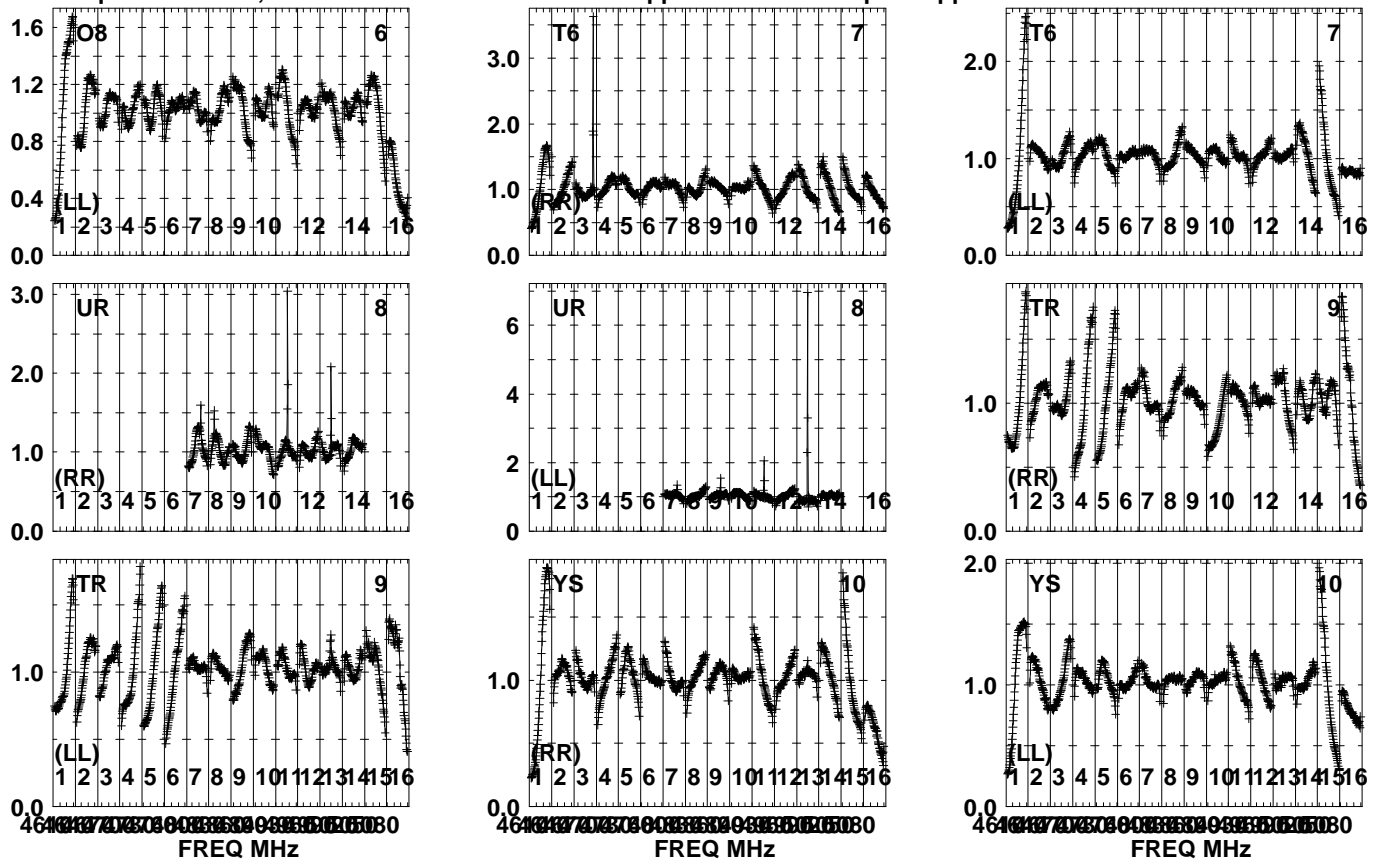 1.6 O8 6
1.2
0.8
0.4 (LL)
1 2 3 4 5 6 7 8 9 10 12 14 16
0.0
T6 7
3.0
2.0
1.0
(RR)
1 2 3 4 5 6 7 8 9 10 12 14 16
0.0
T6 7
2.0
1.0
(LL)
1 2 3 4 5 6 7 8 9 10 12 14 16
0.0
3.0 UR 8
2.0
1.0
(RR)
1 2 3 4 5 6 7 8 9 10 12 14 16
0.0
UR 8
6
4
2
(LL)
1 2 3 4 5 6 7 8 9 10 12 14 16
0
TR 9
1.0
(RR)
1 2 3 4 5 6 7 8 9 10 12 14 16
0.0
TR 9
1.0
(LL)
1 2 3 4 5 6 7 8 9 10 11 12 13 14 15 16
0.0
FREQ MHz
YS 10
1.0
(RR)
1 2 3 4 5 6 7 8 9 10 11 12 13 14 15 16
0.0
FREQ MHz
2.0 YS 10
1.0
(LL)
1 2 3 4 5 6 7 8 9 10 11 12 13 14 15 16
0.0
FREQ MHz